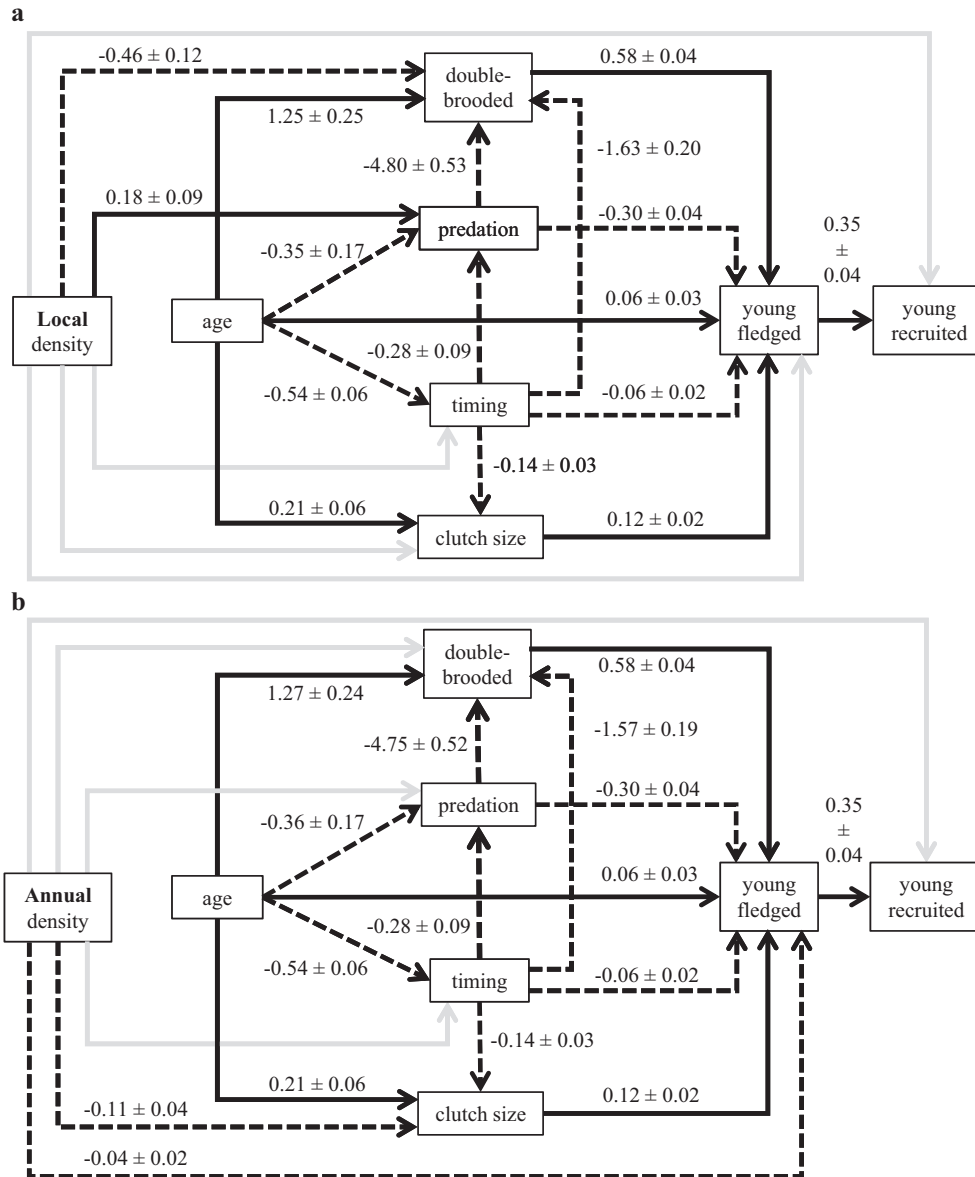 a
-0.46 ± 0.12
double-
brooded
0.58 ± 0.04
1.25 ± 0.25
-4.80 ± 0.53
-1.63 ± 0.20
0.18 ± 0.09
predation
-0.30 ± 0.04
-0.35 ± 0.17
0.35
±
0.04
Local
density
age
0.06 ± 0.03
young
fledged
young
recruited
-0.28 ± 0.09
-0.54 ± 0.06
timing
-0.06 ± 0.02
-0.14 ± 0.03
0.21 ± 0.06
clutch size
0.12 ± 0.02
b
double-
brooded
0.58 ± 0.04
1.27 ± 0.24
-4.75 ± 0.52
-1.57 ± 0.19
predation
-0.30 ± 0.04
-0.36 ± 0.17
0.35
±
0.04
Annual
density
age
0.06 ± 0.03
young
fledged
young
recruited
-0.28 ± 0.09
-0.54 ± 0.06
timing
-0.06 ± 0.02
-0.14 ± 0.03
0.21 ± 0.06
clutch size
0.12 ± 0.02
-0.11 ± 0.04
-0.04 ± 0.02